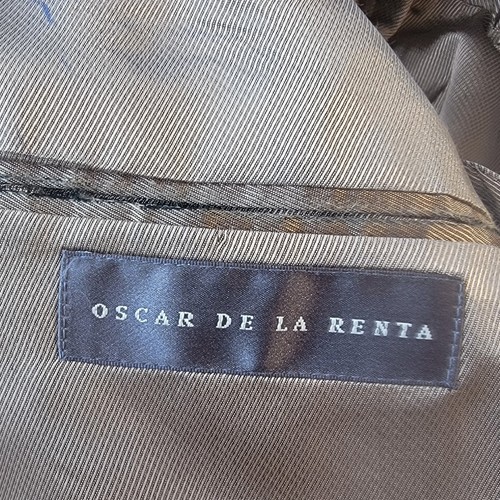 OSCAR DE LA RENTA